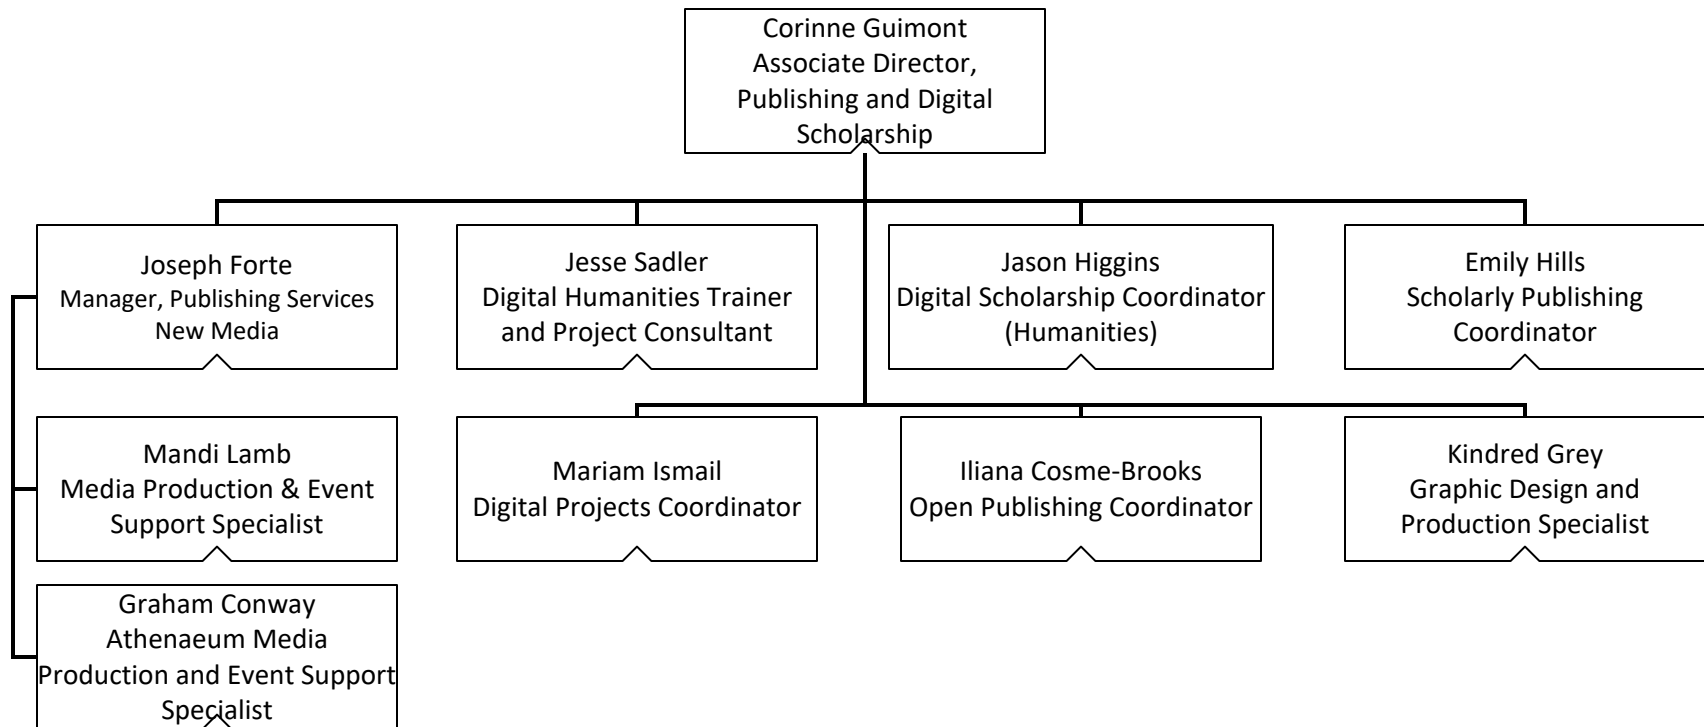 Corinne Guimont
Associate Director,
Publishing and Digital
Scholarship
Joseph Forte
Manager, Publishing Services
New Media
Jesse Sadler
Digital Humanities Trainer
and Project Consultant
Jason Higgins
Digital Scholarship Coordinator
(Humanities)
Emily Hills
Scholarly Publishing
Coordinator
Mandi Lamb
Media Production & Event
Support Specialist
Mariam Ismail
Digital Projects Coordinator
Iliana Cosme-Brooks
Open Publishing Coordinator
Kindred Grey
Graphic Design and
Production Specialist
Graham Conway
Athenaeum Media
Production and Event Support
Specialist